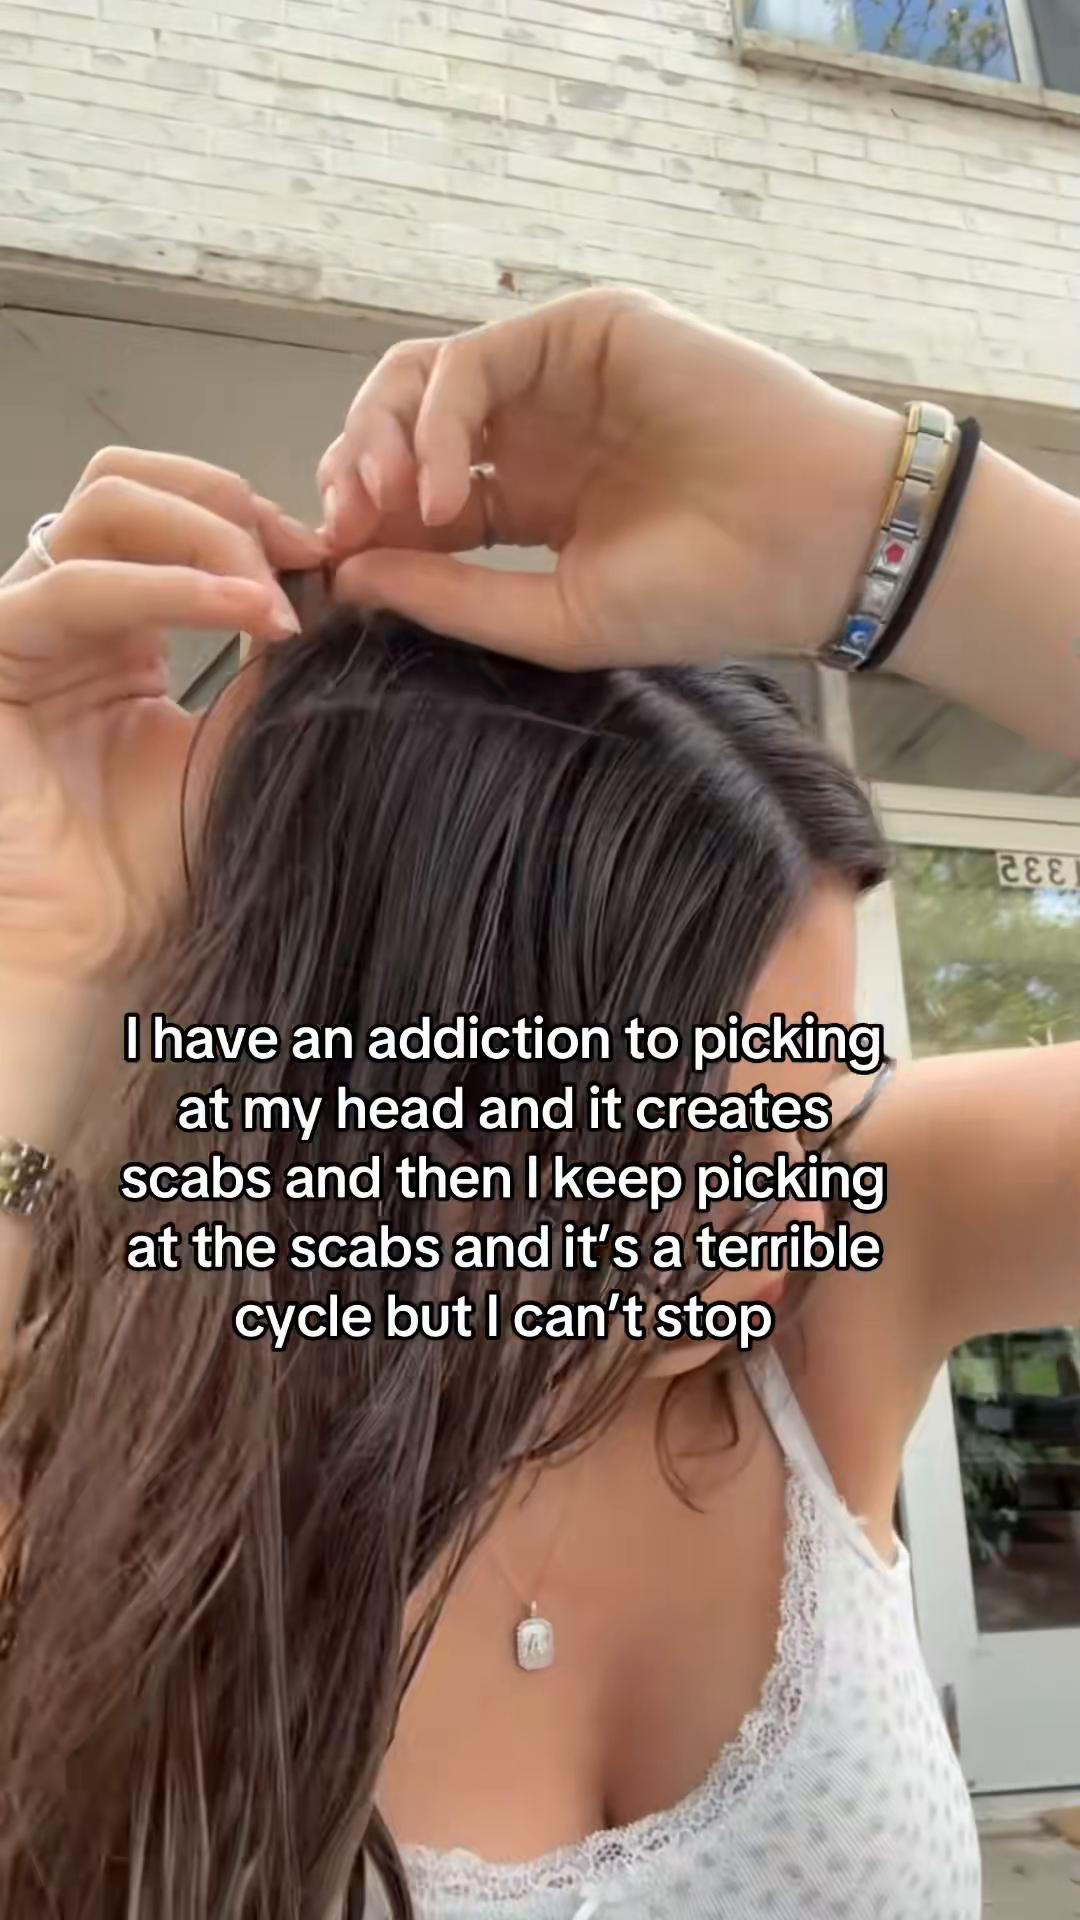 1335
I have an addiction to picking
at my head and it creates
scabs and then I keep picking
at the scabs and it’s a terrible
cycle but I can’t stop